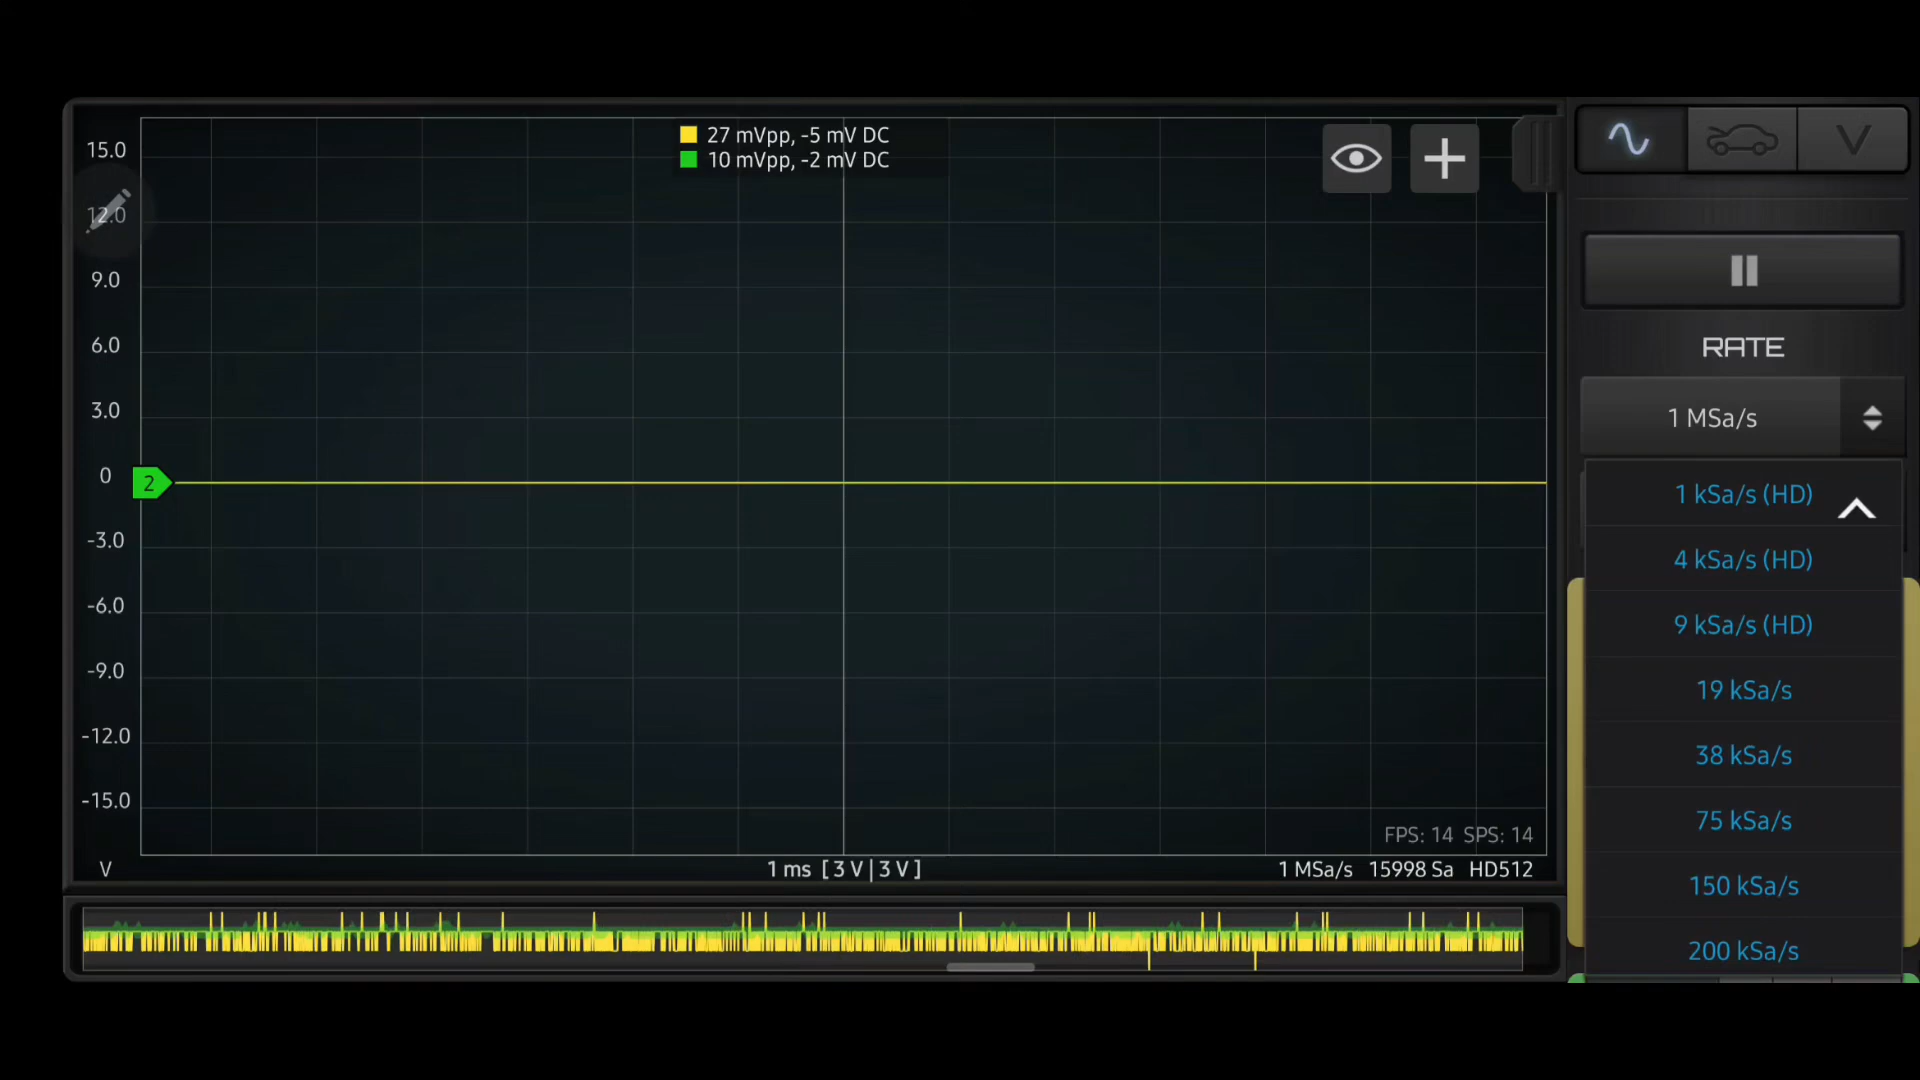 27 mVpp, -5 mV DC
10 mVpp, -2 mV DC
15.0
12.0
9.0
6.0
3.0
0
2
-3.0
-6.0
-9.0
-12.0
-15.0
FPS: 14 SPS: 14
V
1 ms [ 3 V | 3 V ]
1 MSa/s 15998 Sa HD512
V
RATE
1 MSa/s
1 kSa/s (HD)
4 kSa/s (HD)
9 kSa/s (HD)
19 kSa/s
38 kSa/s
75 kSa/s
150 kSa/s
200 kSa/s